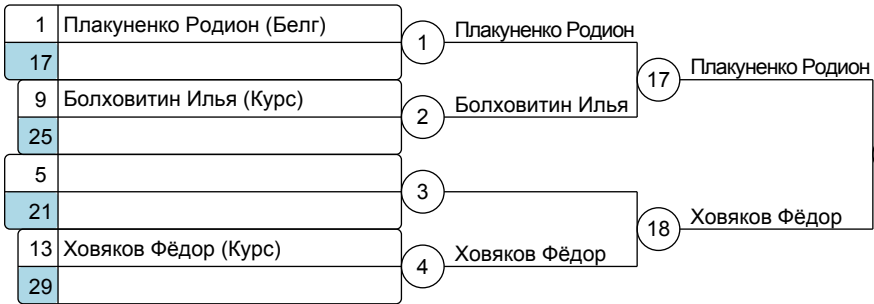 1 Плакуненко Родион (Белг)
17
1
Плакуненко Родион
9 Болховитин Илья (Курс)
25
2
Болховитин Илья
17
Плакуненко Родион
5
21
3
13 Ховяков Фёдор (Курс)
29
4
Ховяков Фёдор
18
Ховяков Фёдор